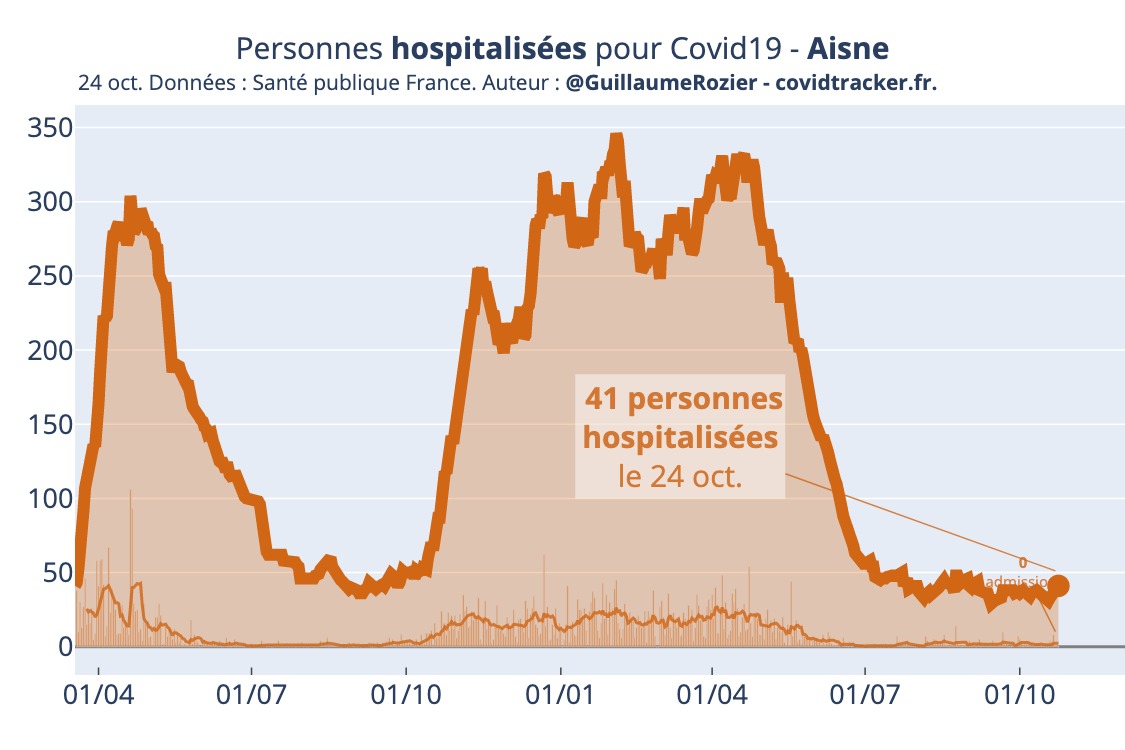 Personnes hospitalisées pour Covid19 - Aisne
24 oct. Données : Santé publique France. Auteur : @GuillaumeRozier - covidtracker.fr.
350
300
250
200
150
100
50
0
41 personnes
hospitalisées
le 24 oct.
0
admissio
01/04 01/07 01/10 01/01 01/04 01/07 01/10